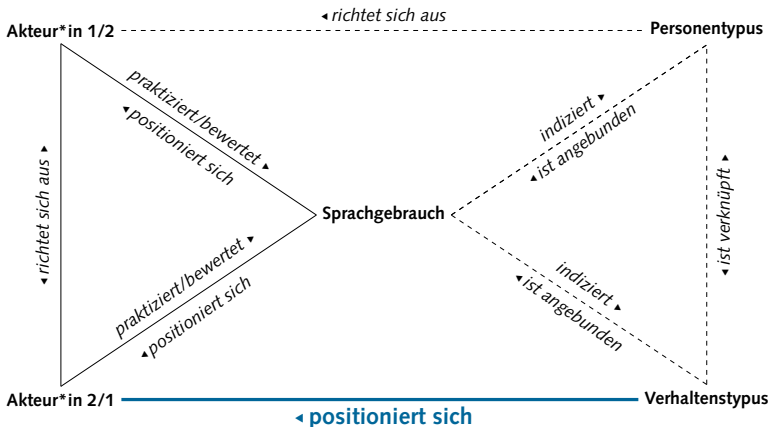 ◂ richtet sich aus
Akteur*in 1/2
Personentypus
praktiziert/bewertet ▸
◂ positioniert sich
indiziert ▸
◂ ist angebunden
◂ richtet sich aus ▸
Sprachgebrauch
◂ ist verknüpft ▸
praktiziert/bewertet ▸
◂ positioniert sich
indiziert ▸
◂ ist angebunden
Akteur*in 2/1
Verhaltenstypus
◂ positioniert sich